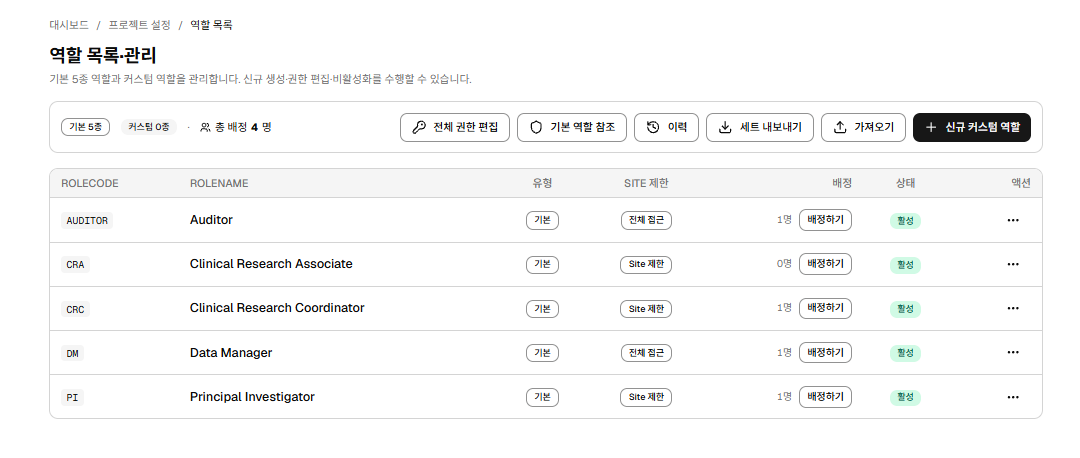 대시보드 / 프로젝트 설정 / 역할 목록
역할 목록·관리
기본 5종 역할과 커스텀 역할을 관리합니다. 신규 생성·권한 편집·비활성화를 수행할 수 있습니다.
기본 5종 커스텀 0종 · 총 배정 4 명 전체 권한 편집 기본 역할 참조 이력 세트 내보내기 가져오기 신규 커스텀 역할
ROLECODE ROLENAME 유형 SITE 제한 배정 상태 액션
AUDITOR Auditor 기본 전체 접근 1명 배정하기 활성
CRA Clinical Research Associate 기본 Site 제한 0명 배정하기 활성
CRC Clinical Research Coordinator 기본 Site 제한 1명 배정하기 활성
DM Data Manager 기본 전체 접근 1명 배정하기 활성
PI Principal Investigator 기본 Site 제한 1명 배정하기 활성